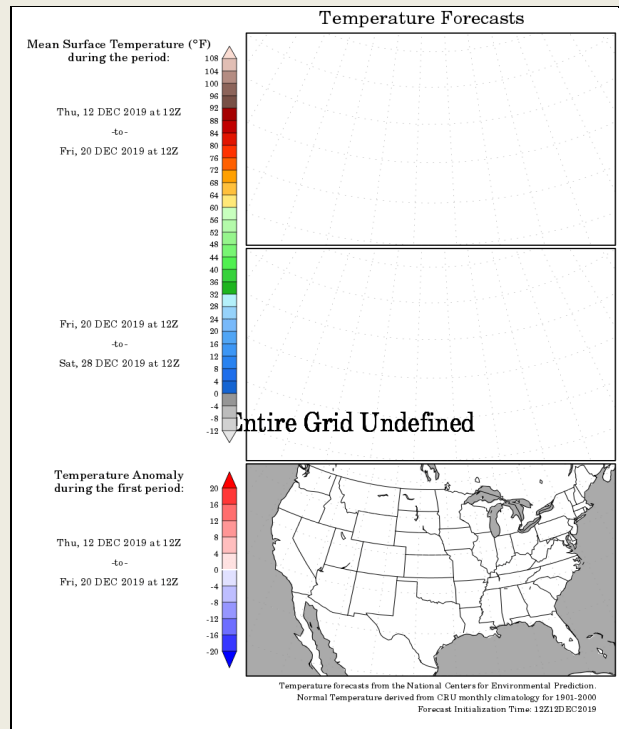 Temperature Forecasts
Mean Surface Temperature (°F)
during the period:
Thu, 12 DEC 2019 at 12Z
-to-
Fri, 20 DEC 2019 at 12Z
Fri, 20 DEC 2019 at 12Z
-to-
Sat, 28 DEC 2019 at 12Z
108
104
100
96
92
88
84
80
76
72
68
64
60
56
52
48
44
40
36
32
28
24
20
16
12
8
4
0
-4
-8
-12
Entire Grid Undefined
Temperature Anomaly
during the first period:
Thu, 12 DEC 2019 at 12Z
-to-
Fri, 20 DEC 2019 at 12Z
20
16
12
8
4
0
-4
-8
-12
-16
-20
Temperature forecasts from the National Centers for Environmental Prediction.
Normal Temperature derived from CRU monthly climatology for 1901-2000
Forecast Initialization Time: 12Z12DEC2019